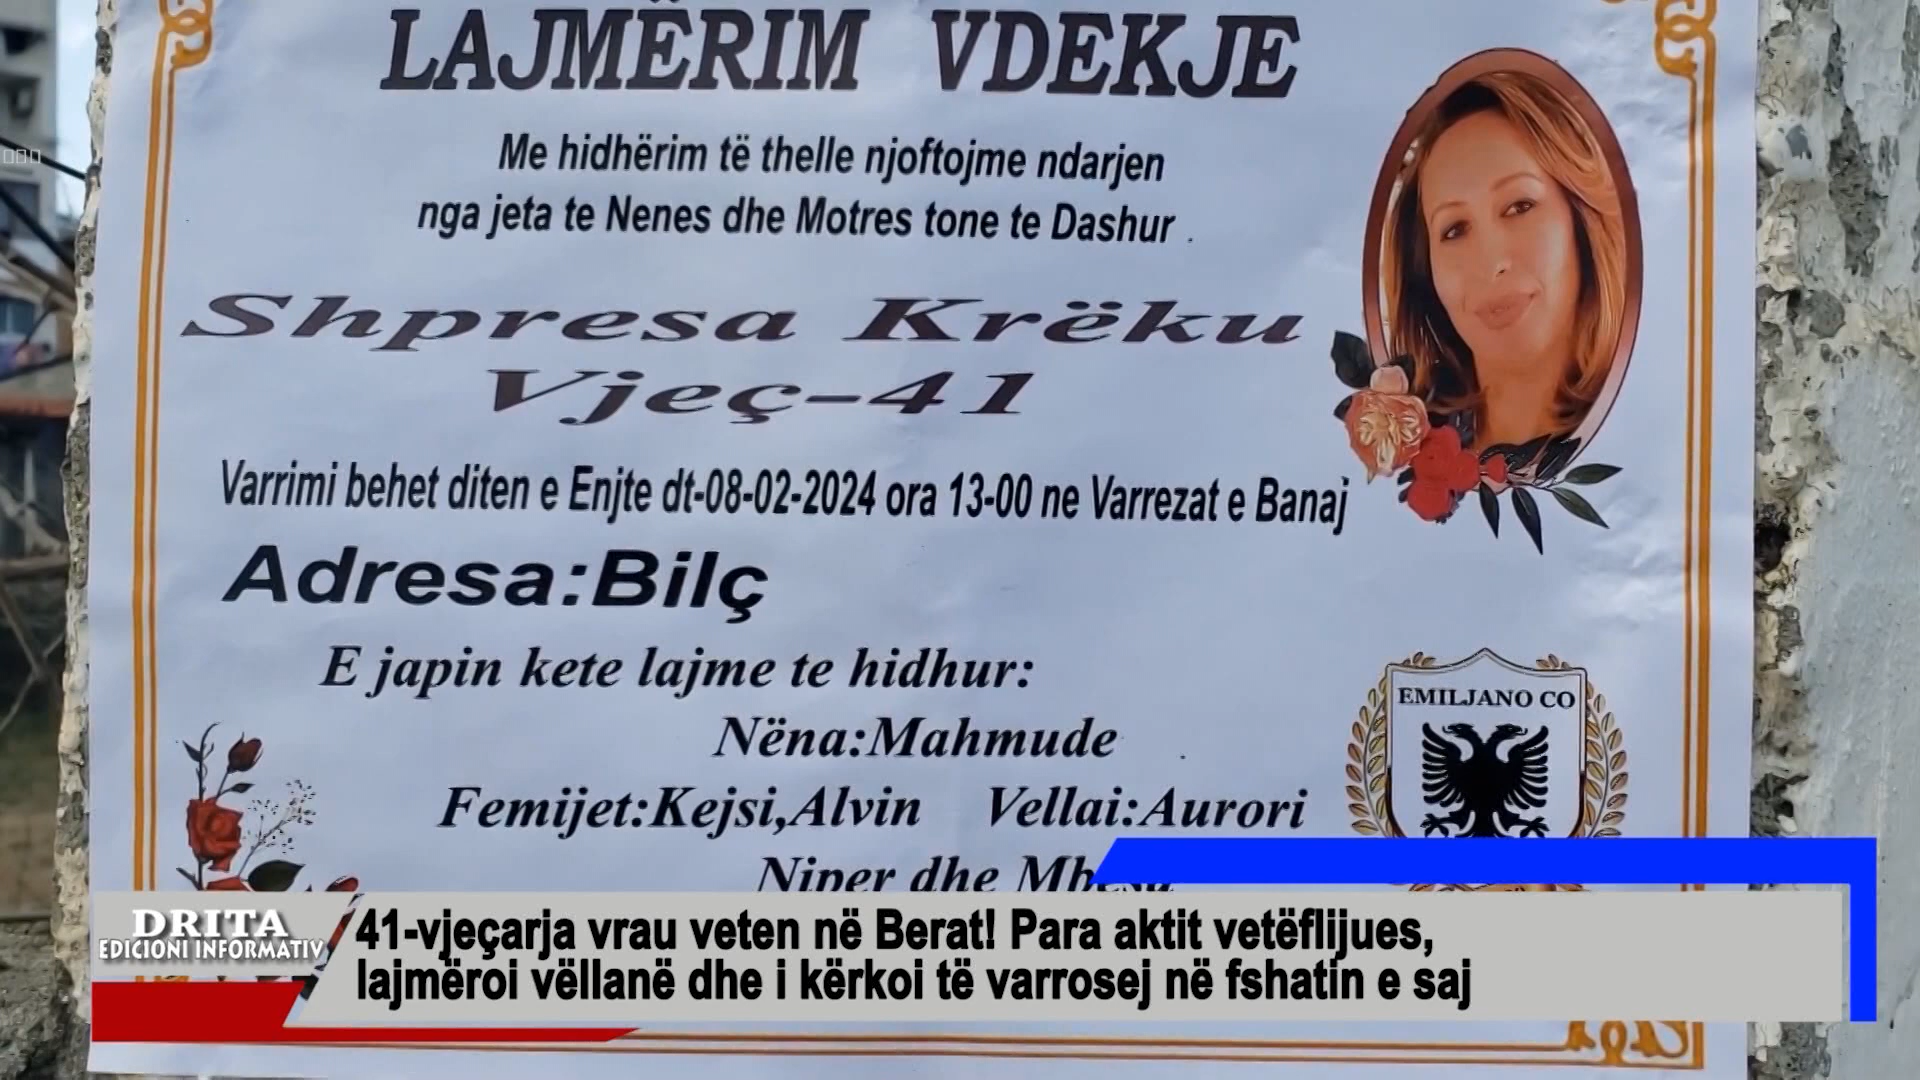 LAJMËRIM VDEKJE
Me hidhërim të thelle njoftojme ndarjen
nga jeta te Nenes dhe Motres tone te Dashur .
Shpresa Krëku
Vjeç-41
Varrimi behet diten e Enjte dt-08-02-2024 ora 13-00 ne Varrezat e Banaj
Adresa:Bilç
E japin kete lajme te hidhur:
Nëna:Mahmude
Femijet:Kejsi,Alvin Vellai:Aurori
Niper dhe
EMILJANO CO
DRITA
EDICIONI INFORMATIV
41-vjeçarja vrau veten në Berat! Para aktit vetëflijues,
lajmëroi vëllanë dhe i kërkoi të varrosej në fshatin e saj